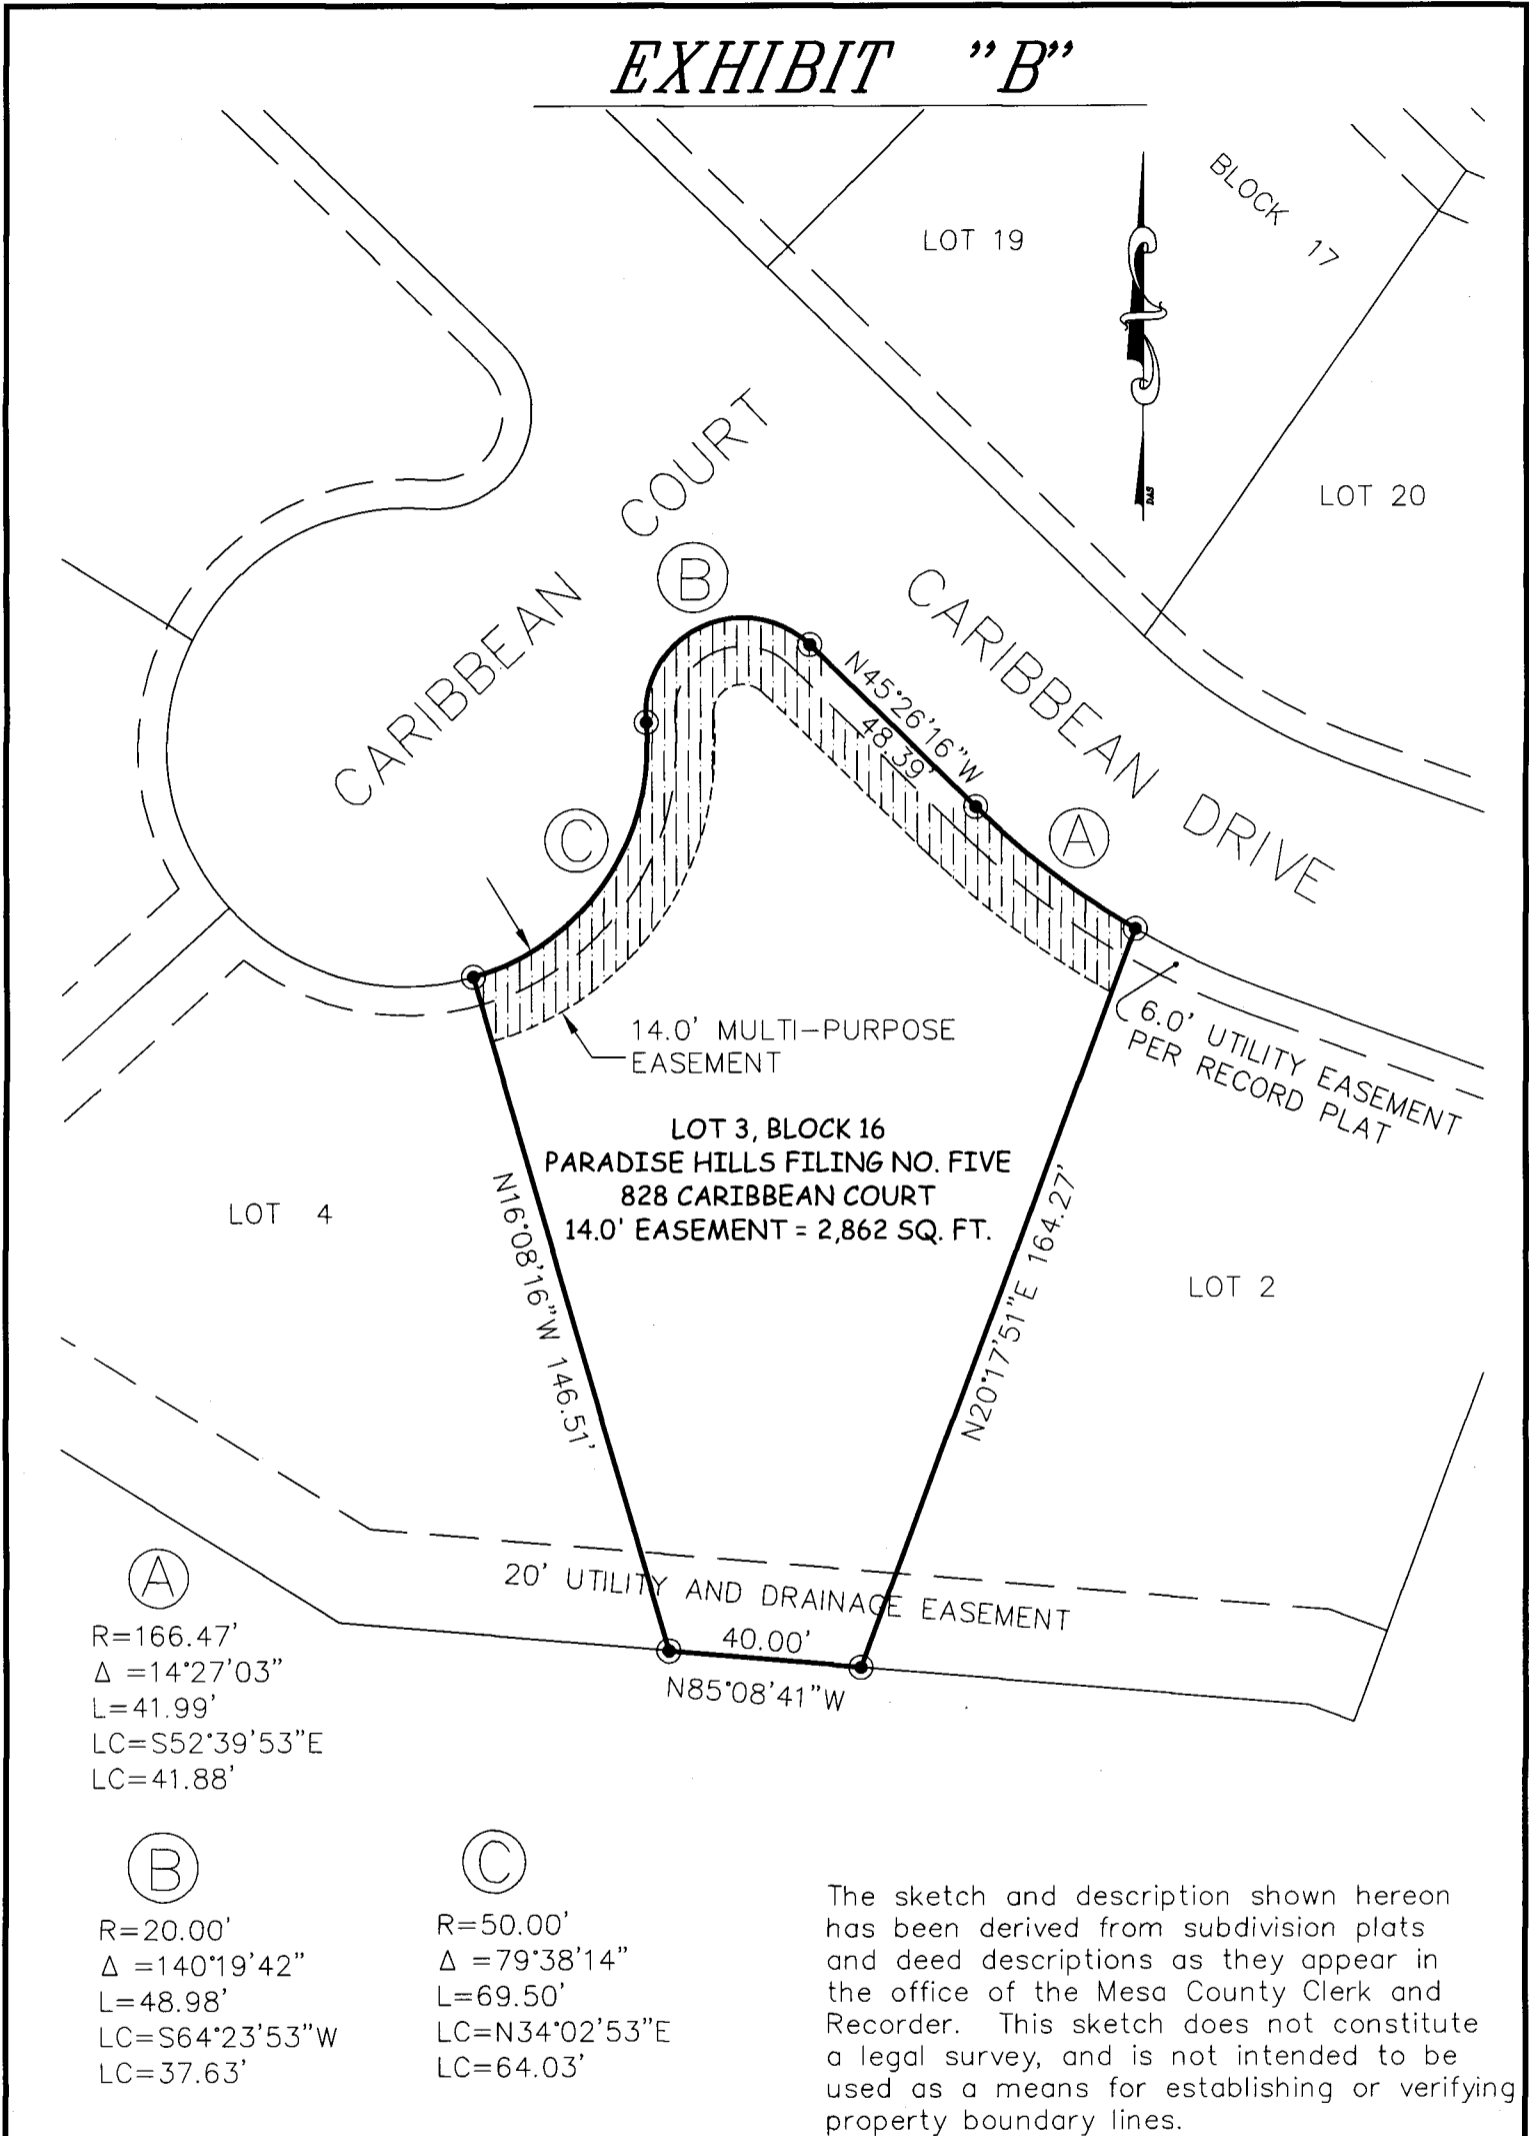 EXHIBIT "B"
BLOCK 17
LOT 19
LOT 20
CARIBBEAN COURT
CARIBBEAN DRIVE
B
N45°26'16"W
48.39'
A
C
14.0' MULTI-PURPOSE
EASEMENT
6.0' UTILITY EASEMENT
PER RECORD PLAT
LOT 3, BLOCK 16
PARADISE HILLS FILING NO. FIVE
828 CARIBBEAN COURT
14.0' EASEMENT = 2,862 SQ. FT.
LOT 4
N16°08'16"W 146.51'
N20°17'51"E 164.27'
LOT 2
20' UTILITY AND DRAINAGE EASEMENT
40.00'
N85°08'41"W
A
R=166.47'
Δ =14°27'03"
L=41.99'
LC=S52°39'53"E
LC=41.88'
B
R=20.00'
Δ =140°19'42"
L=48.98'
LC=S64°23'53"W
LC=37.63'
C
R=50.00'
Δ =79°38'14"
L=69.50'
LC=N34°02'53"E
LC=64.03'
The sketch and description shown hereon
has been derived from subdivision plats
and deed descriptions as they appear in
the office of the Mesa County Clerk and
Recorder. This sketch does not constitute
a legal survey, and is not intended to be
used as a means for establishing or verifying
property boundary lines.